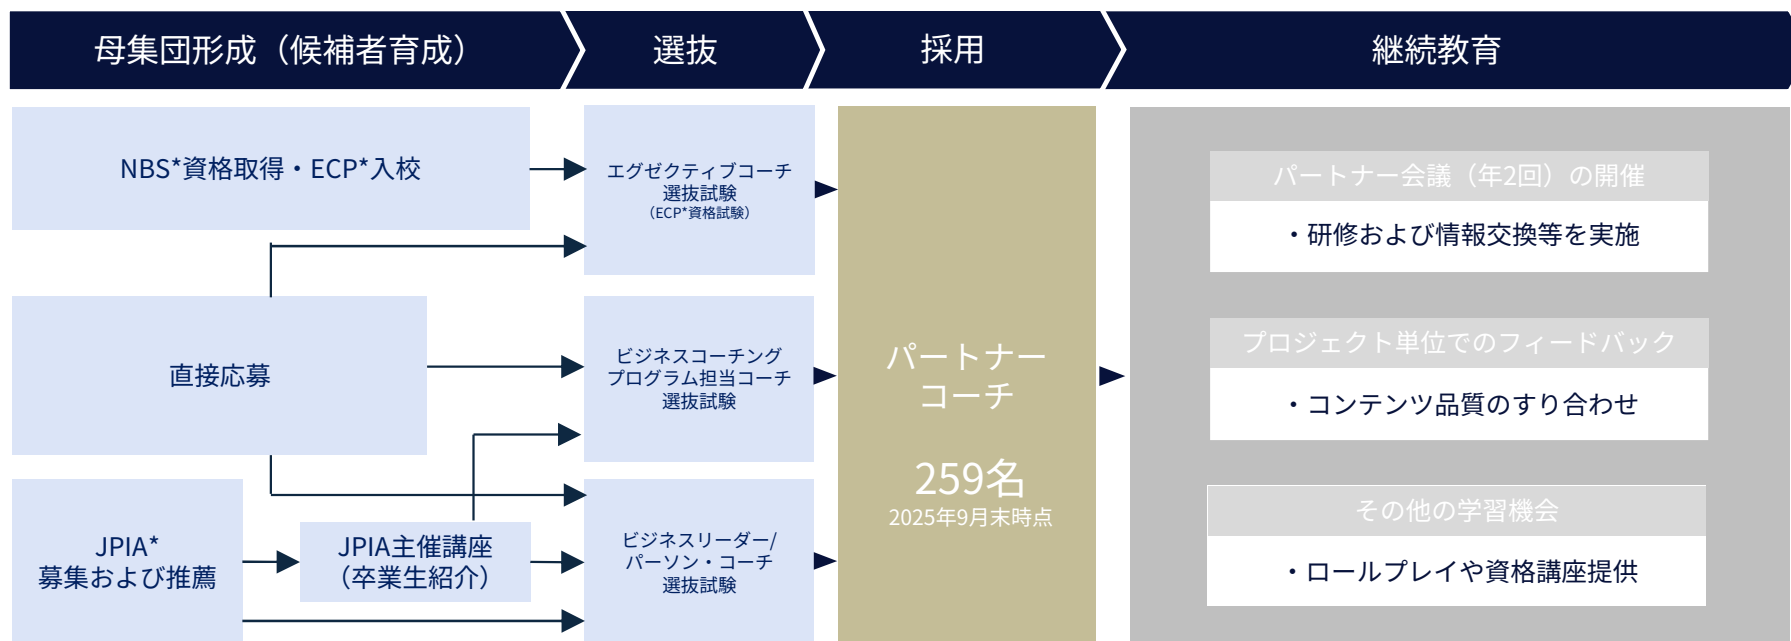 母集団形成（候補者育成）
選抜
採用
継続教育
NBS*資格取得・ECP*入校
直接応募
JPIA*
募集および推薦
JPIA主催講座
（卒業生紹介）
エグゼクティブコーチ
選抜試験
（ECP*資格試験）
ビジネスコーチング
プログラム担当コーチ
選抜試験
ビジネスリーダー/
パーソン・コーチ
選抜試験
パートナー
コーチ
259名
2025年9月末時点
パートナー会議（年2回）の開催
・研修および情報交換等を実施
プロジェクト単位でのフィードバック
・コンテンツ品質のすり合わせ
その他の学習機会
・ロールプレイや資格講座提供